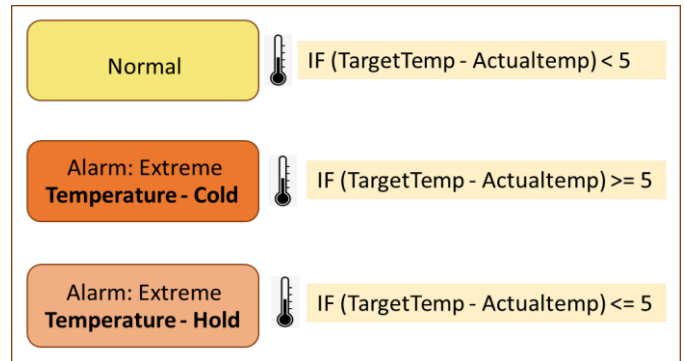 Normal
IF (TargetTemp - Actualtemp) < 5
Alarm: Extreme
Temperature - Cold
IF (TargetTemp - Actualtemp) >= 5
Alarm: Extreme
Temperature - Hold
IF (TargetTemp - Actualtemp) <= 5